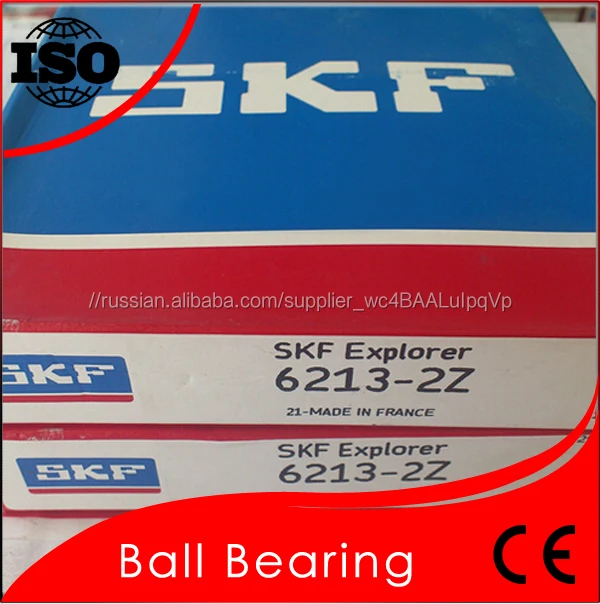 ISO
SKF
//russian.alibaba.com/supplier_wc4BAALuIpqVp
SKF Explorer
SKF
6213-2Z
21-MADE IN FRANCE
SKF Explorer
SKF
6213-2Z
Ball Bearing
CE